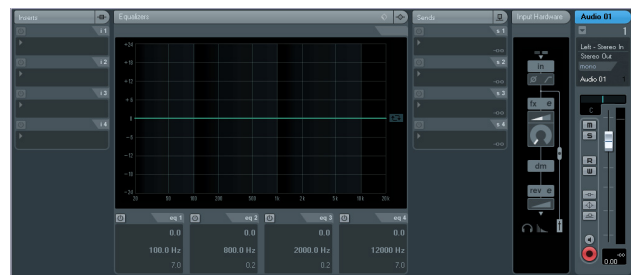 Inserts
i 1
i 2
i 3
i 4
Equalizers
+24
+18
+12
+6
0
-6
-12
-18
-24
20
50
100
200
500
1k
2k
5k
10k
20k
eq 1
0.0
100.0 Hz
7.0
eq 2
0.0
800.0 Hz
0.2
eq 3
0.0
2000.0 Hz
0.2
eq 4
0.0
12000 Hz
7.0
Sends
s 1
-oo
s 2
-oo
s 3
-oo
s 4
-oo
Input Hardware
in
fx e
dm
rev e
Audio 01
1
Left - Stereo In
Stereo Out
mono
Audio 01
1
C
m
S
R
W
0.00
-oo